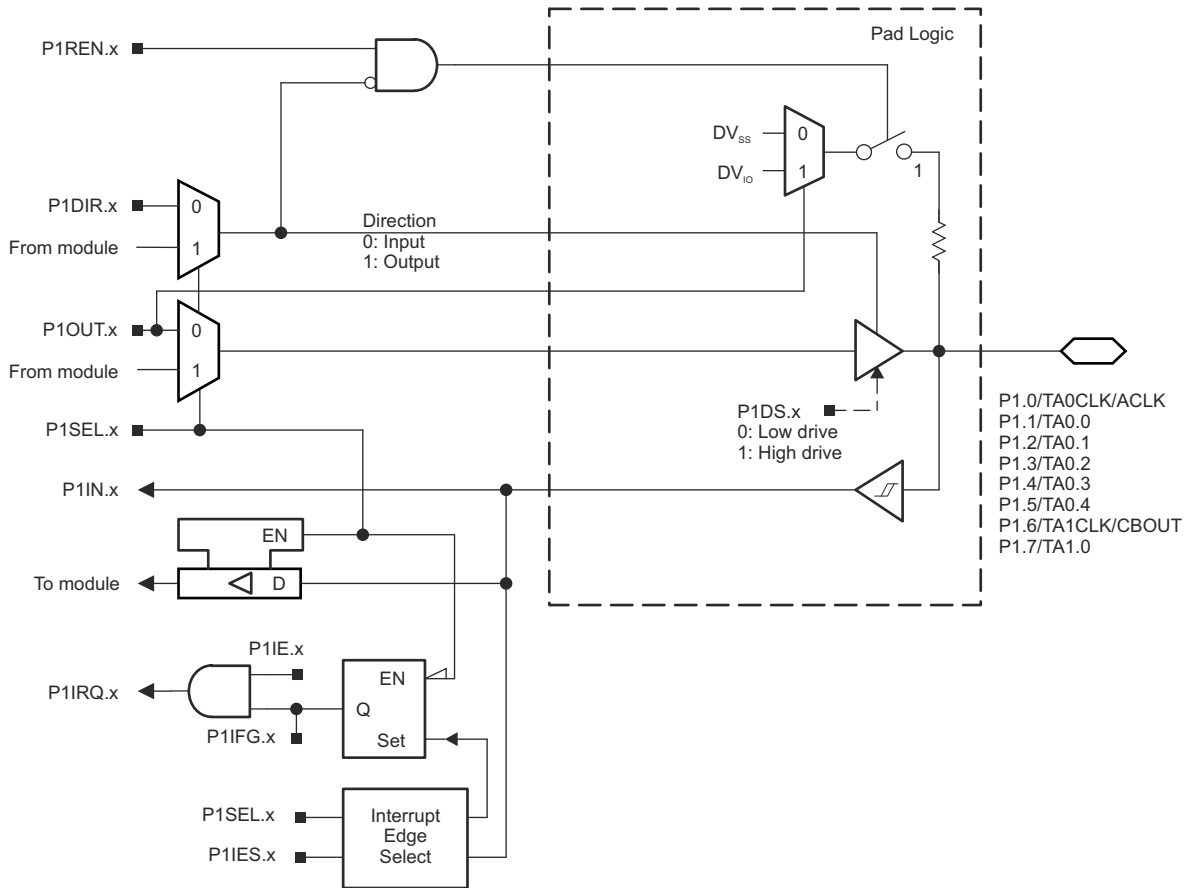 Pad Logic
P1REN.x
DVSS
0
DVIO
1
1
P1DIR.x
0
From module
1
Direction
0: Input
1: Output
P1OUT.x
0
From module
1
P1DS.x
0: Low drive
1: High drive
P1SEL.x
P1.0/TA0CLK/ACLK
P1.1/TA0.0
P1.2/TA0.1
P1.3/TA0.2
P1.4/TA0.3
P1.5/TA0.4
P1.6/TA1CLK/CBOUT
P1.7/TA1.0
P1IN.x
EN
To module
D
P1IE.x
EN
P1IRQ.x
Q
P1IFG.x
Set
P1SEL.x
P1IES.x
Interrupt
Edge
Select